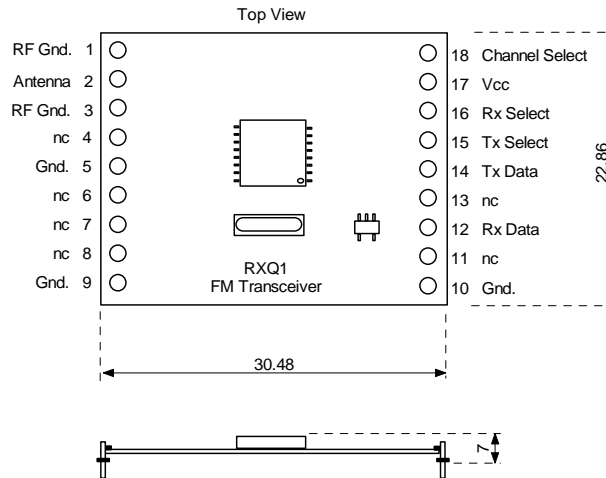 Top View
RF Gnd. 1
Antenna 2
RF Gnd. 3
nc 4
Gnd. 5
nc 6
nc 7
nc 8
Gnd. 9
18 Channel Select
17 Vcc
16 Rx Select
15 Tx Select
14 Tx Data
13 nc
12 Rx Data
11 nc
10 Gnd.
RXQ1
FM Transceiver
22.86
30.48
7